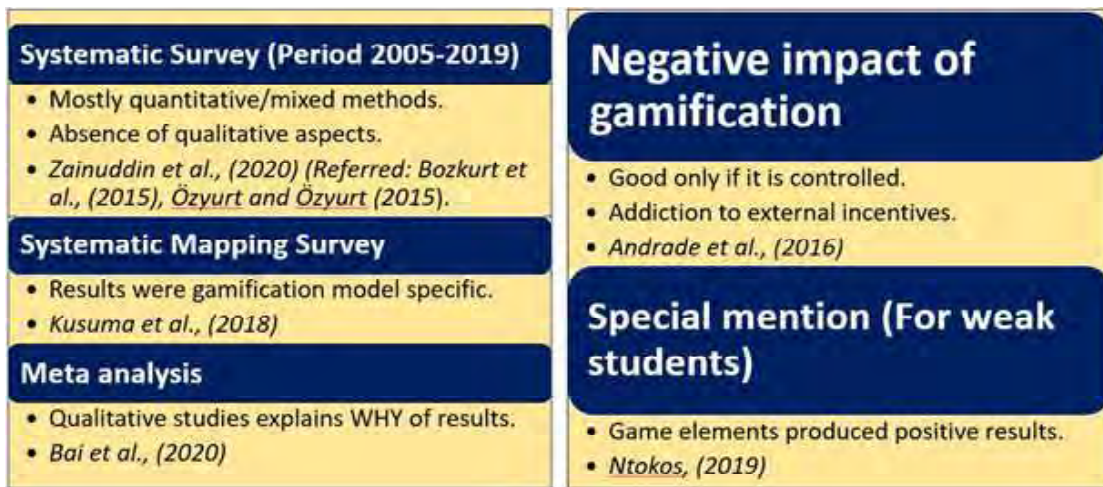 Systematic Survey (Period 2005-2019)
• Mostly quantitative/mixed methods.
• Absence of qualitative aspects.
• Zainuddin et al., (2020) (Referred: Bozkurt et
al., (2015), Özyurt and Özyurt (2015).
Systematic Mapping Survey
• Results were gamification model specific.
• Kusuma et al., (2018)
Meta analysis
• Qualitative studies explains WHY of results.
• Bai et al., (2020)
Negative impact of
gamification
• Good only if it is controlled.
• Addiction to external incentives.
• Andrade et al., (2016)
Special mention (For weak
students)
• Game elements produced positive results.
• Ntokos, (2019)